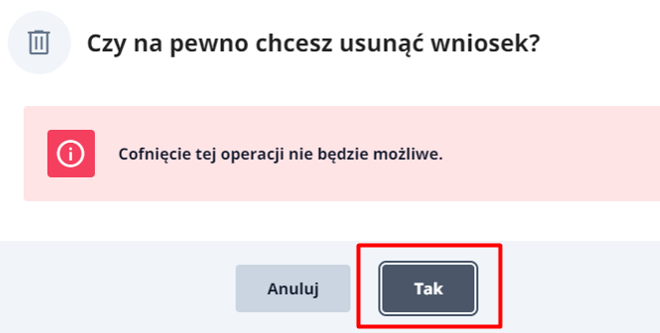 Czy na pewno chcesz usunąć wniosek?
Cofnięcie tej operacji nie będzie możliwe.
Anuluj
Tak